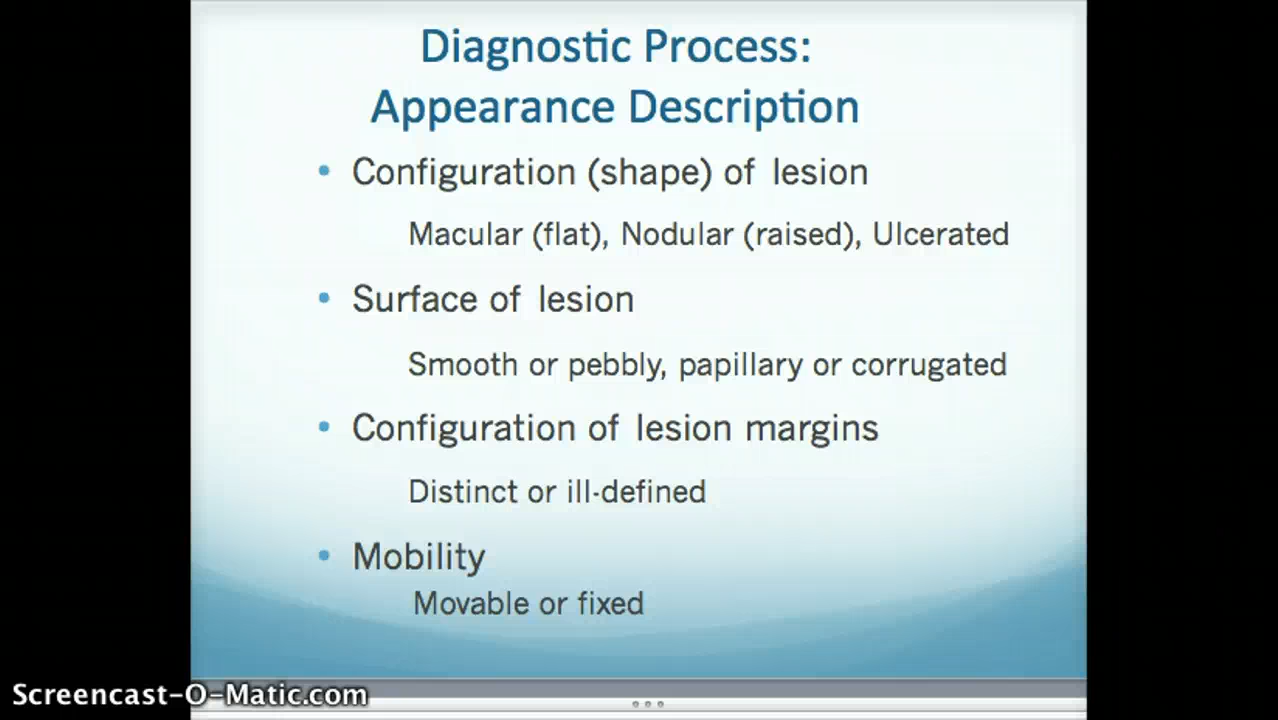 Diagnostic Process:
Appearance Description
• Configuration (shape) of lesion
Macular (flat), Nodular (raised), Ulcerated
• Surface of lesion
Smooth or pebbly, papillary or corrugated
• Configuration of lesion margins
Distinct or ill-defined
• Mobility
Movable or fixed
Screencast-O-Matic.com